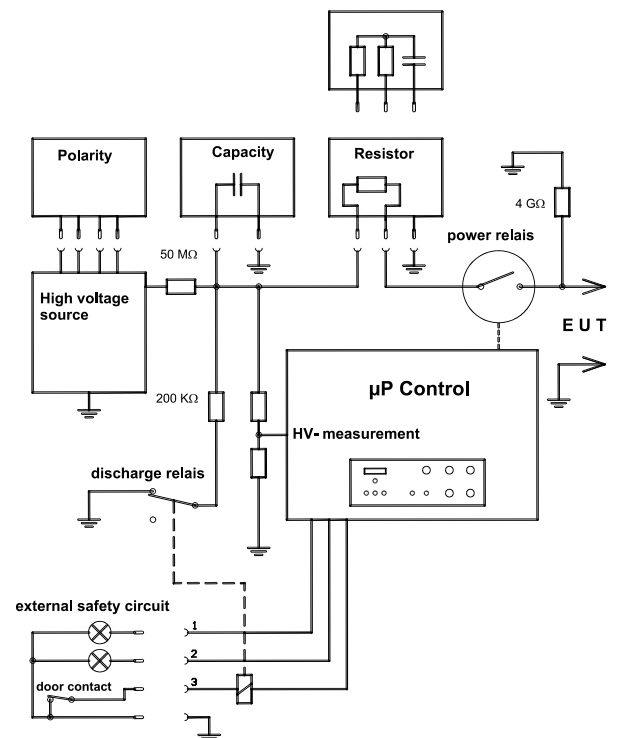 Polarity
Capacity
Resistor
4 GΩ
power relais
50 MΩ
High voltage
source
E U T
µP Control
200 KΩ
HV- measurement
discharge relais
external safety circuit
1
2
door contact
3